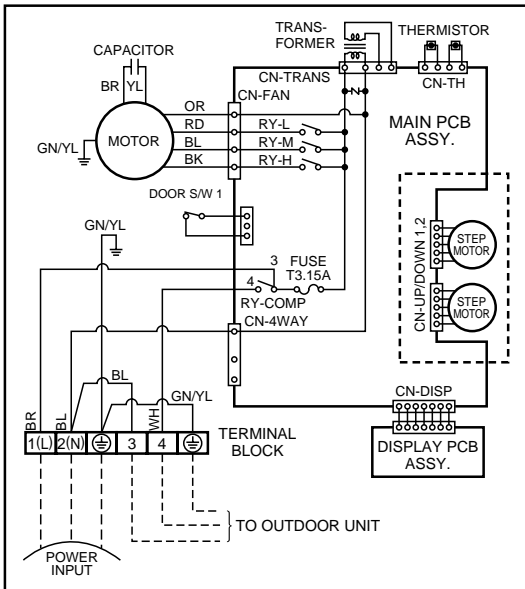 TRANS-
FORMER
THERMISTOR
CAPACITOR
BR YL
CN-TRANS
CN-TH
CN-FAN
MAIN PCB
ASSY.
OR
RD RY-L
MOTOR
BL RY-M
GN/YL
BK RY-H
DOOR S/W 1
GN/YL
CN-UP/DOWN 1,2
STEP
MOTOR
STEP
MOTOR
3
FUSE
T3.15A
4
RY-COMP
CN-4WAY
BL
GN/YL
CN-DISP
BR
BL
WH
1(L) 2(N) 3 4
TERMINAL
BLOCK
DISPLAY PCB
ASSY.
TO OUTDOOR UNIT
POWER
INPUT